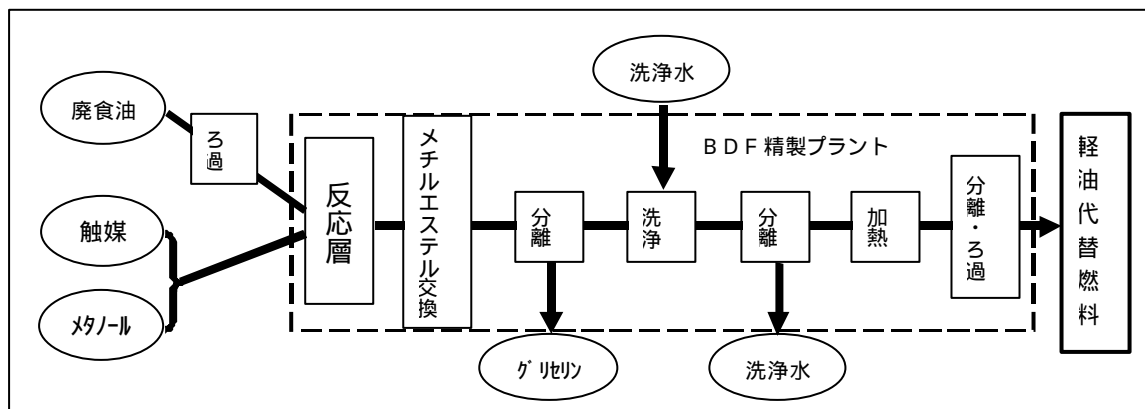 洗浄水
廃食油
ろ過
触媒
メタノール
反応層
メチルエステル交換
BDF精製プラント
分離
洗浄
分離
加熱
分離・ろ過
軽油代替燃料
グリセリン
洗浄水